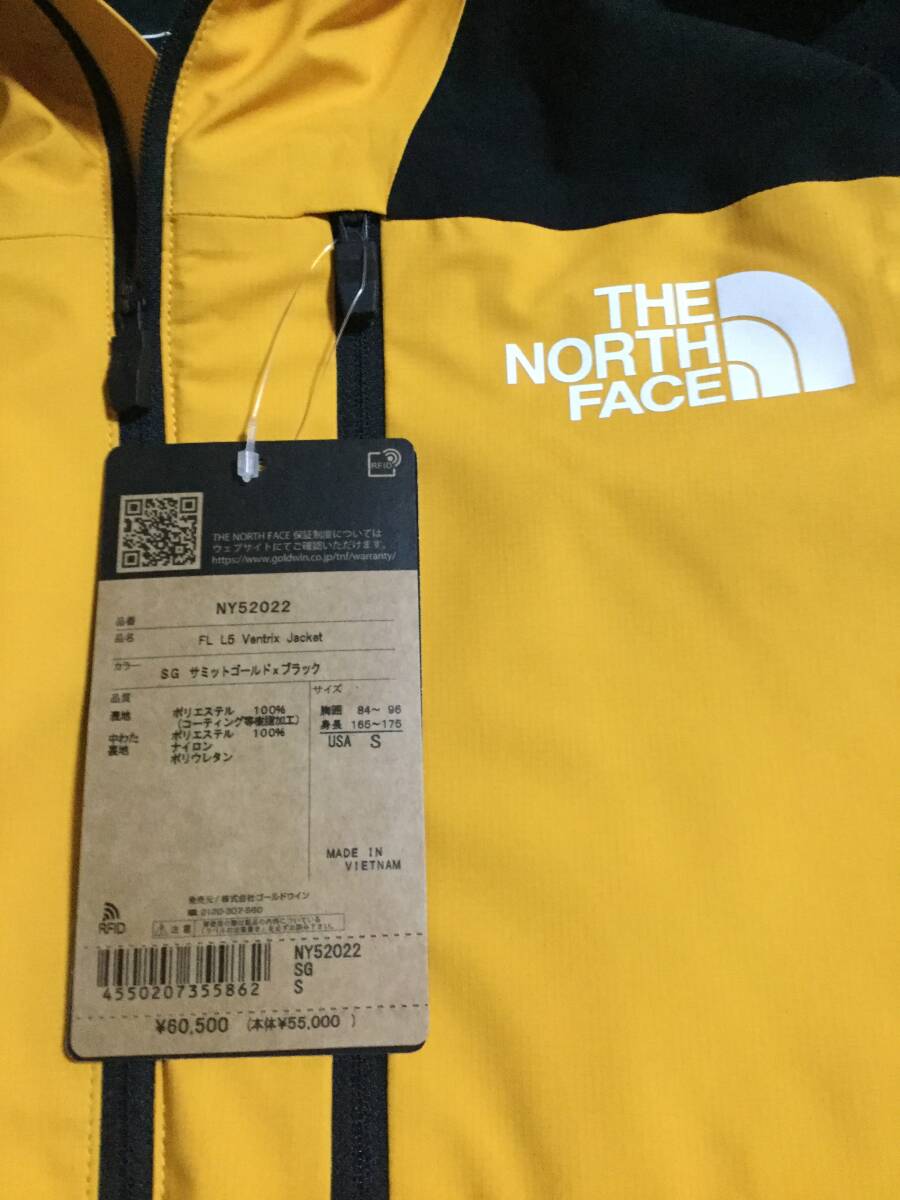 THE
NORTH
FACE
RFID
THE NORTH FACE 保証制度については
ウェブサイトにてご確認いただけます。
https://www.goldwin.co.jp/tnf/warranty/
品番 NY52022
品名 FL L5 Ventrix Jacket
カラー SG サミットゴールドxブラック
品質
表地 ポリエステル 100%
(コーティング等樹脂加工)
中わた ポリエステル 100%
裏地 ナイロン
ポリウレタン
サイズ
胸囲 84～ 96
身長 165～175
USA S
MADE IN
VIETNAM
発売元/株式会社ゴールドウイン
☎0120-307-560
RFID
注意
NY52022
SG
S
4550207355862
¥60,500 (本体¥55,000 )